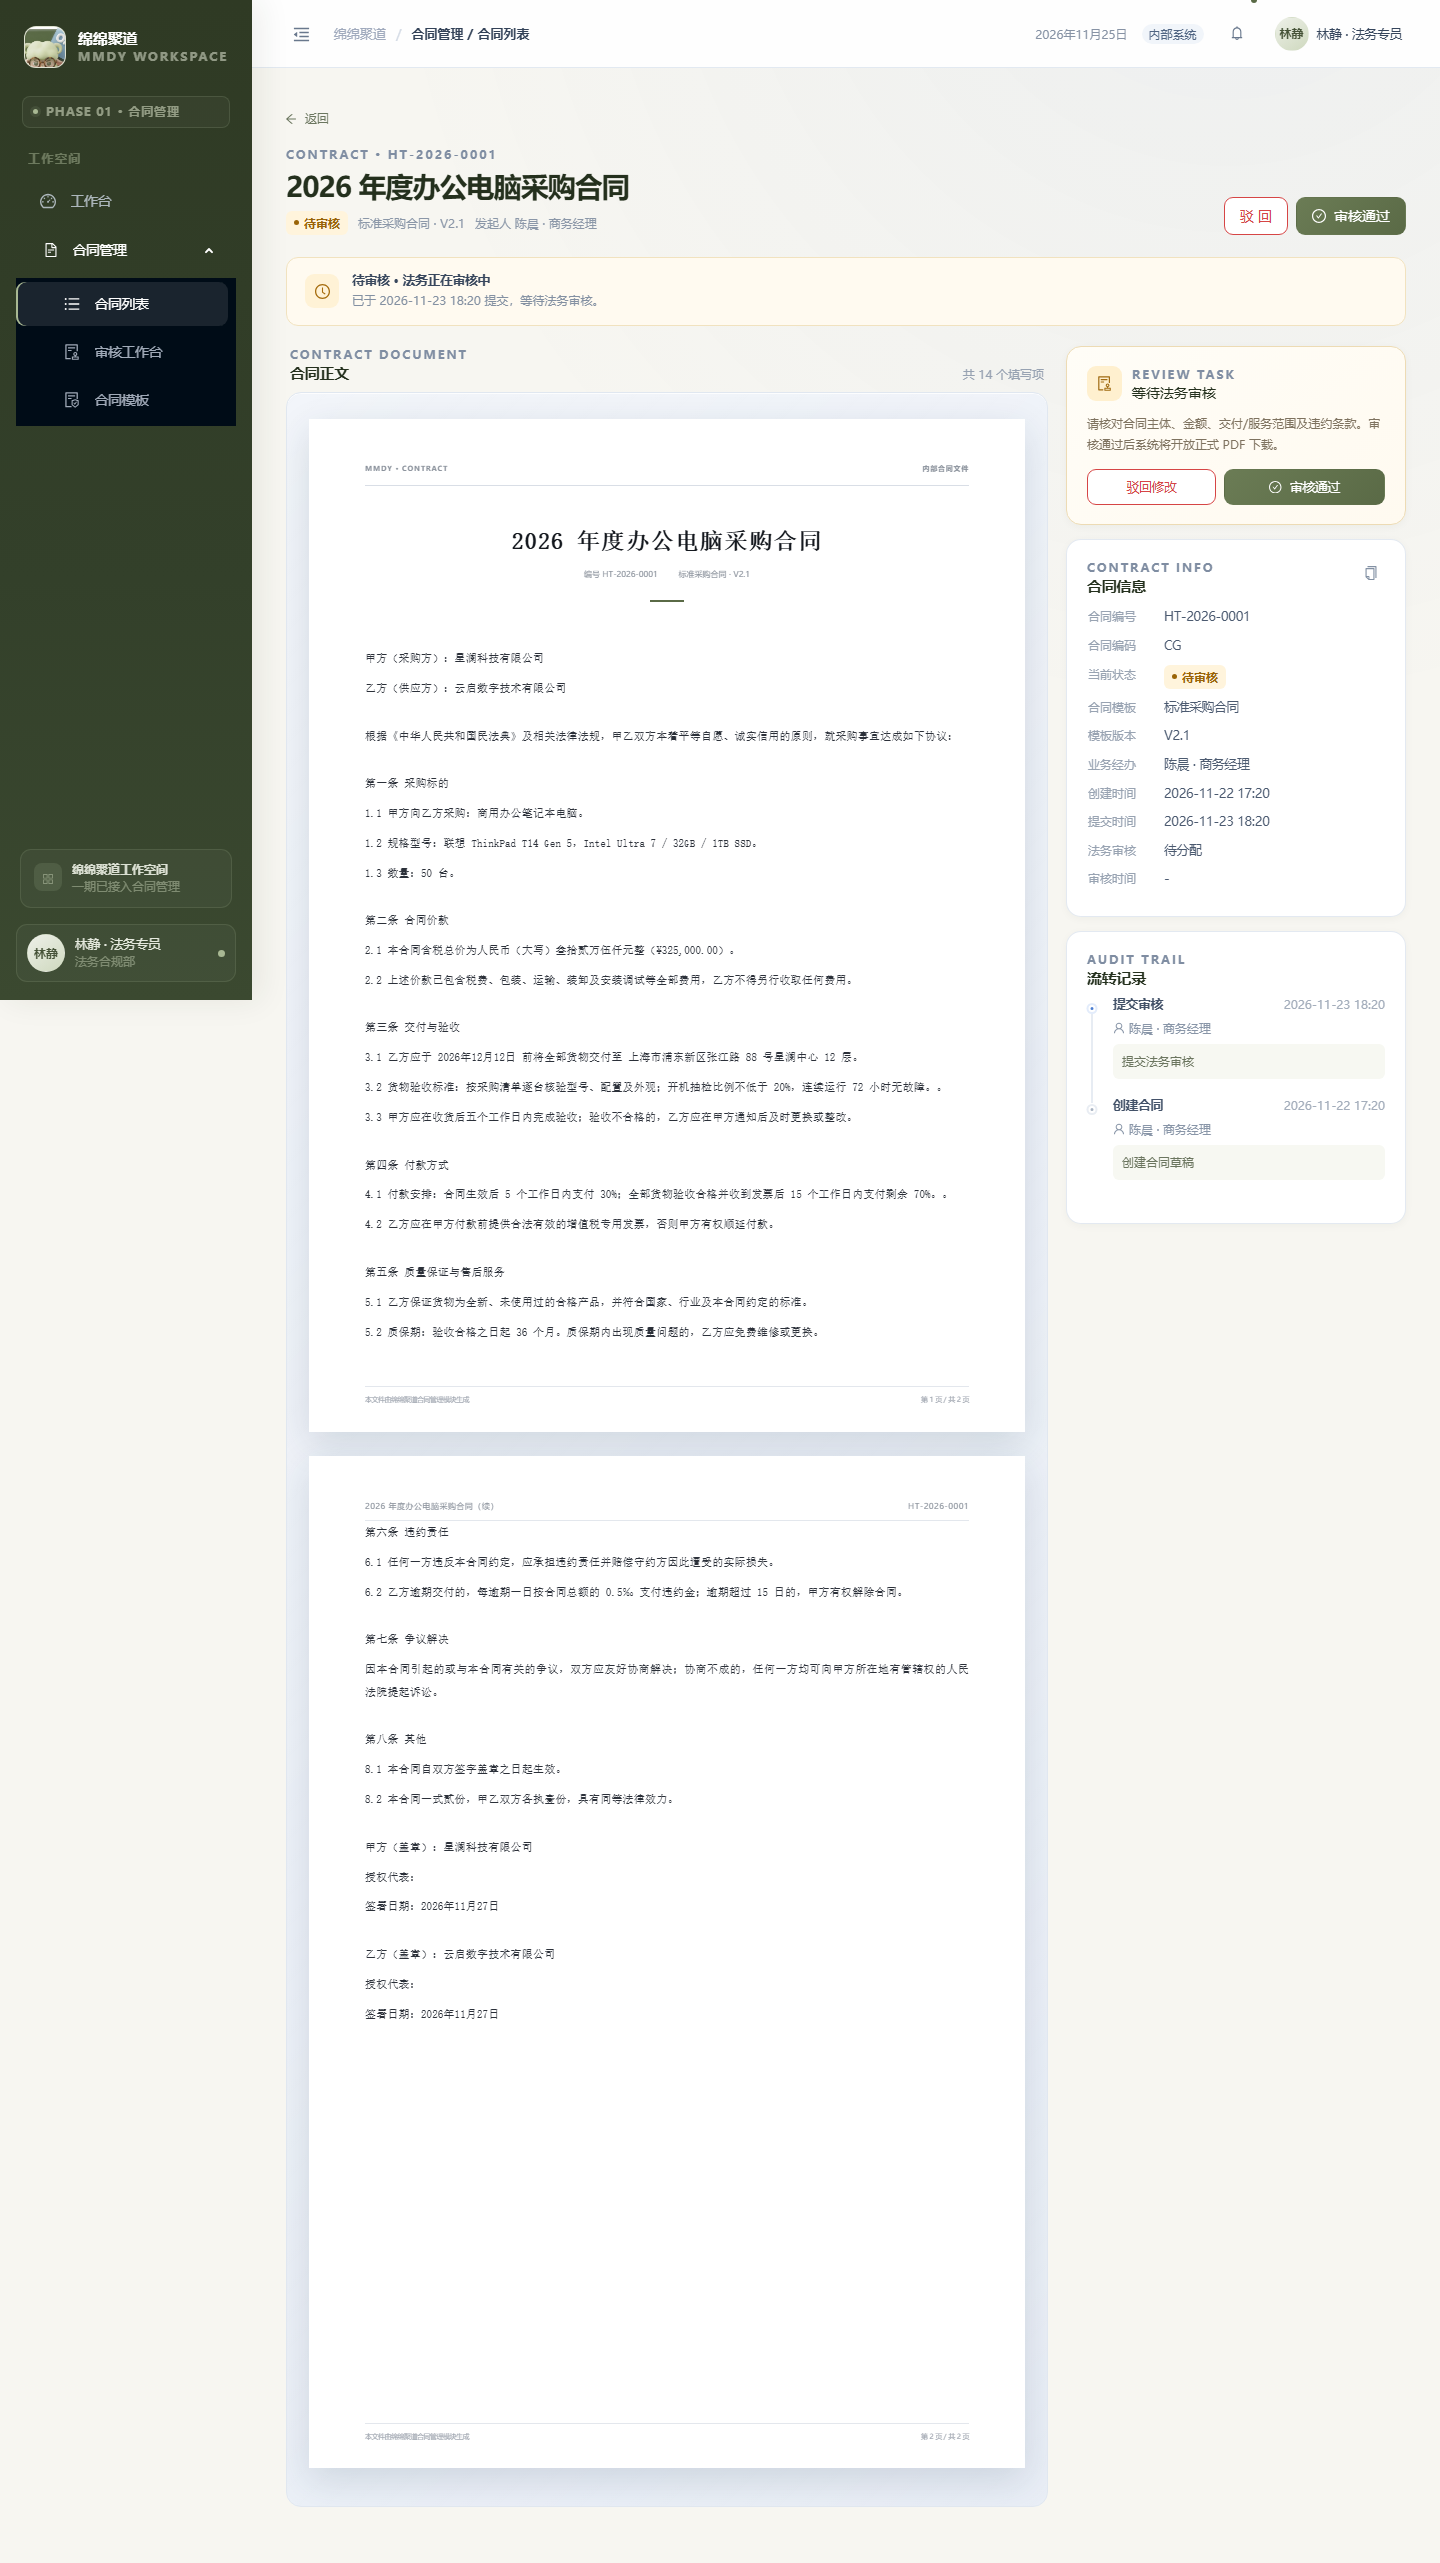 绵绵聚道
MMDY WORKSPACE
PHASE 01 • 合同管理
工作空间
工作台
合同管理
合同列表
审核工作台
合同模板
绵绵聚道工作空间
一期已接入合同管理
林静
林静 · 法务专员
法务合规部
绵绵聚道 / 合同管理 / 合同列表
2026年11月25日
内部系统
林静
林静 · 法务专员
返回
CONTRACT • HT-2026-0001
2026 年度办公电脑采购合同
待审核
标准采购合同 · V2.1
发起人 陈晨 · 商务经理
驳 回
审核通过
待审核 • 法务正在审核中
已于 2026-11-23 18:20 提交，等待法务审核。
CONTRACT DOCUMENT
合同正文
共 14 个填写项
MMDY • CONTRACT
内部合同文件
2026 年度办公电脑采购合同
编号 HT-2026-0001
标准采购合同 · V2.1
甲方（采购方）：星澜科技有限公司
乙方（供应方）：云启数字技术有限公司
根据《中华人民共和国民法典》及相关法律法规，甲乙双方本着平等自愿、诚实信用的原则，就采购事宜达成如下协议：
第一条 采购标的
1.1 甲方向乙方采购：商用办公笔记本电脑。
1.2 规格型号：联想 ThinkPad T14 Gen 5，Intel Ultra 7 / 32GB / 1TB SSD。
1.3 数量：50 台。
第二条 合同价款
2.1 本合同含税总价为人民币（大写）叁拾贰万伍仟元整（¥325,000.00）。
2.2 上述价款已包含税费、包装、运输、装卸及安装调试等全部费用，乙方不得另行收取任何费用。
第三条 交付与验收
3.1 乙方应于 2026年12月12日 前将全部货物交付至 上海市浦东新区张江路 88 号星澜中心 12 层。
3.2 货物验收标准：按采购清单逐台核验型号、配置及外观；开机抽检比例不低于 20%，连续运行 72 小时无故障。。
3.3 甲方应在收货后五个工作日内完成验收；验收不合格的，乙方应在甲方通知后及时更换或整改。
第四条 付款方式
4.1 付款安排：合同生效后 5 个工作日内支付 30%；全部货物验收合格并收到发票后 15 个工作日内支付剩余 70%。。
4.2 乙方应在甲方付款前提供合法有效的增值税专用发票，否则甲方有权顺延付款。
第五条 质量保证与售后服务
5.1 乙方保证货物为全新、未使用过的合格产品，并符合国家、行业及本合同约定的标准。
5.2 质保期：验收合格之日起 36 个月。质保期内出现质量问题的，乙方应免费维修或更换。
本文件由绵绵聚道合同管理模块生成
第 1 页 / 共 2 页
2026 年度办公电脑采购合同（续）
HT-2026-0001
第六条 违约责任
6.1 任何一方违反本合同约定，应承担违约责任并赔偿守约方因此遭受的实际损失。
6.2 乙方逾期交付的，每逾期一日按合同总额的 0.5‰ 支付违约金；逾期超过 15 日的，甲方有权解除合同。
第七条 争议解决
因本合同引起的或与本合同有关的争议，双方应友好协商解决；协商不成的，任何一方均可向甲方所在地有管辖权的人民
法院提起诉讼。
第八条 其他
8.1 本合同自双方签字盖章之日起生效。
8.2 本合同一式贰份，甲乙双方各执壹份，具有同等法律效力。
甲方（盖章）：星澜科技有限公司
授权代表：
签署日期：2026年11月27日
乙方（盖章）：云启数字技术有限公司
授权代表：
签署日期：2026年11月27日
本文件由绵绵聚道合同管理模块生成
第 2 页 / 共 2 页
REVIEW TASK
等待法务审核
请核对合同主体、金额、交付/服务范围及违约条款。审
核通过后系统将开放正式 PDF 下载。
驳回修改
审核通过
CONTRACT INFO
合同信息
合同编号 HT-2026-0001
合同编码 CG
当前状态 待审核
合同模板 标准采购合同
模板版本 V2.1
业务经办 陈晨 · 商务经理
创建时间 2026-11-22 17:20
提交时间 2026-11-23 18:20
法务审核 待分配
审核时间 -
AUDIT TRAIL
流转记录
提交审核 2026-11-23 18:20
陈晨 · 商务经理
提交法务审核
创建合同 2026-11-22 17:20
陈晨 · 商务经理
创建合同草稿